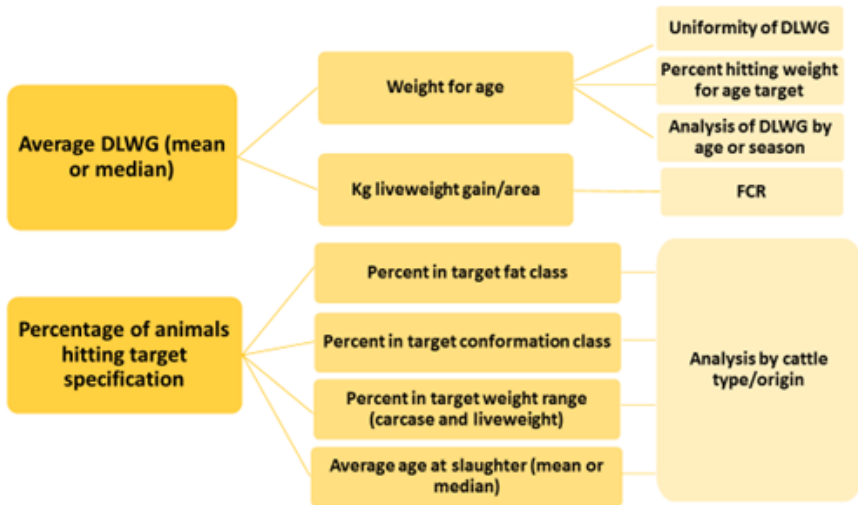 Average DLWG (mean
or median)
Weight for age
Uniformity of DLWG
Percent hitting weight
for age target
Analysis of DLWG by
age or season
Kg liveweight gain/area
FCR
Percentage of animals
hitting target
specification
Percent in target fat class
Percent in target conformation class
Percent in target weight range
(carcase and liveweight)
Average age at slaughter (mean or
median)
Analysis by cattle
type/origin